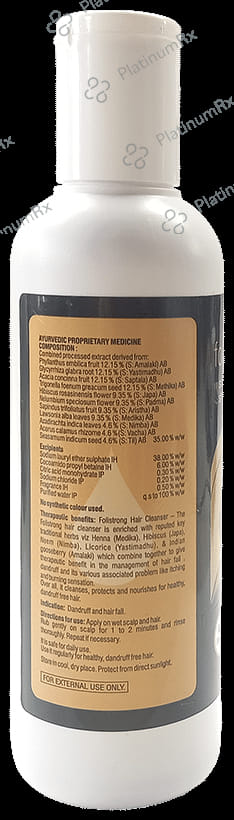 PlatinumRx
AYURVEDIC PROPRIETARY MEDICINE
COMPOSITION :
Combined processed extract derived from:
Phyllanthus emblica fruit 12.15 % (S: Amalaki) AB
Glycyrrhiza glabra root 12.15 % (S: Yastimadhu) AB
Acacia concinna fruit 12.15 % (S: Saptala) AB
Trigonella foenum greacum seed 12.15 % (S: Methika) AB
Hibiscus rosasinensis flower 9.35 % (S: Japa) AB
Nelumbium speciosum flower 9.35 % (S: Padma) AB
Sapindus trifoliatus fruit 9.35% (S: Aristha) AB
Lawsonia alba leaves 9.35% (S: Medika) AB
Azadirachta indica leaves 4.6 % (S: Nimba) AB
Acorus calamus rhizome 4.6 % (S: Vacha) AB
Seasamum indicum seed 4.6 % (S: Til) AB 35.00% w/w
Excipients
Sodium lauryl ether sulphate IH 38.00 % w/w
Cocoamido propyl betaine IH 6.00 % w/w
Citric acid monohydrate IP 0.30 % w/w
Sodium chloride IP 0.20 % w/w
Fragrance IH 0.50 % w/w
Purified water IP q s to 100 % w/w
No synthetic colour used.
Therapeutic benefits: Folistrong Hair Cleanser – The
Folistrong hair cleanser is enriched with reputed key
traditional herbs viz Henna (Medika), Hibiscus (Japa),
Neem (Nimba), Licorice (Yastimadhu), & Indian
gooseberry (Amalaki) which combine together to give
therapeutic benefit in the management of hair fall ,
dandruff and its various associated problem like itching
and burning sensation.
Over all, it cleanses, protects and nourishes for healthy,
dandruff free hair.
Indication: Dandruff and hair fall.
Directions for use: Apply on wet scalp and hair.
Rub gently on scalp for 1 to 2 minutes and rinse
thoroughly. Repeat if necessary.
It is safe for daily use.
Use it regularly for healthy, dandruff free hair.
Store in cool, dry place. Protect from direct sunlight.
FOR EXTERNAL USE ONLY.